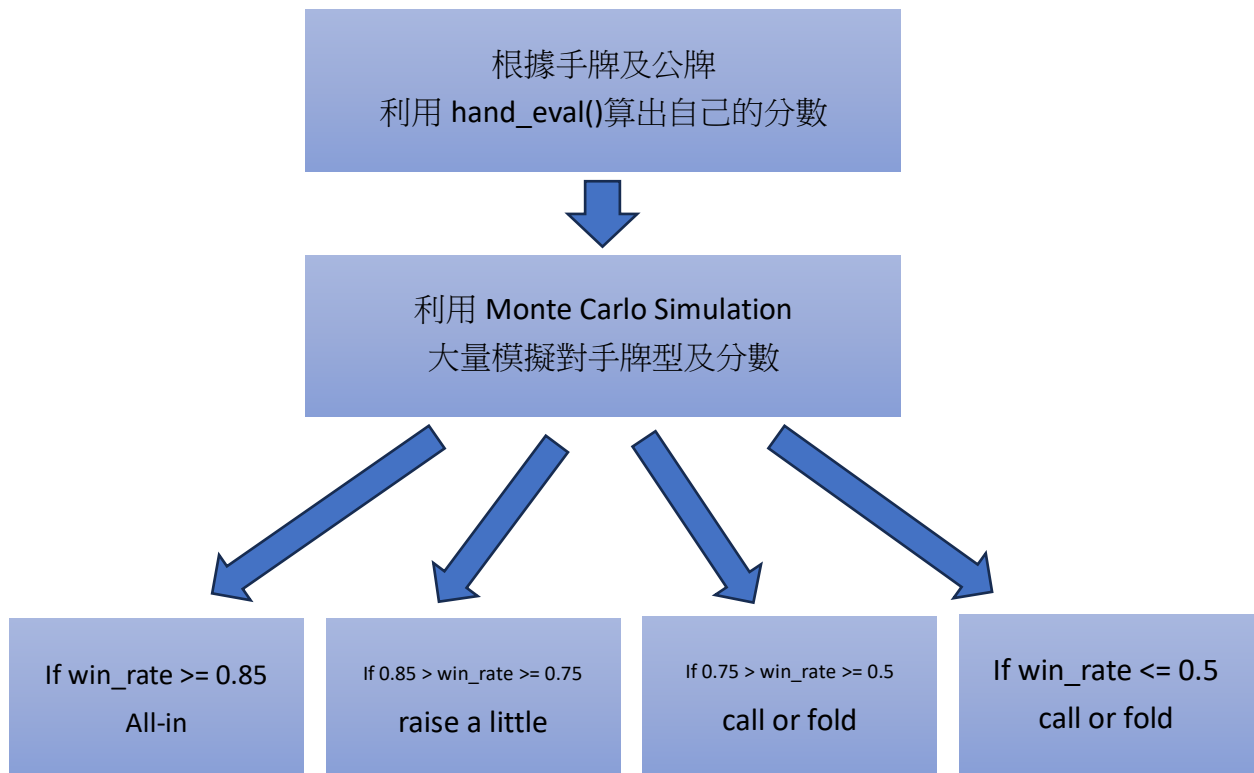 根據手牌及公牌
利用 hand_eval()算出自己的分數
利用 Monte Carlo Simulation
大量模擬對手牌型及分數
If win_rate >= 0.85
All-in
If 0.85 > win_rate >= 0.75
raise a little
If 0.75 > win_rate >= 0.5
call or fold
If win_rate <= 0.5
call or fold